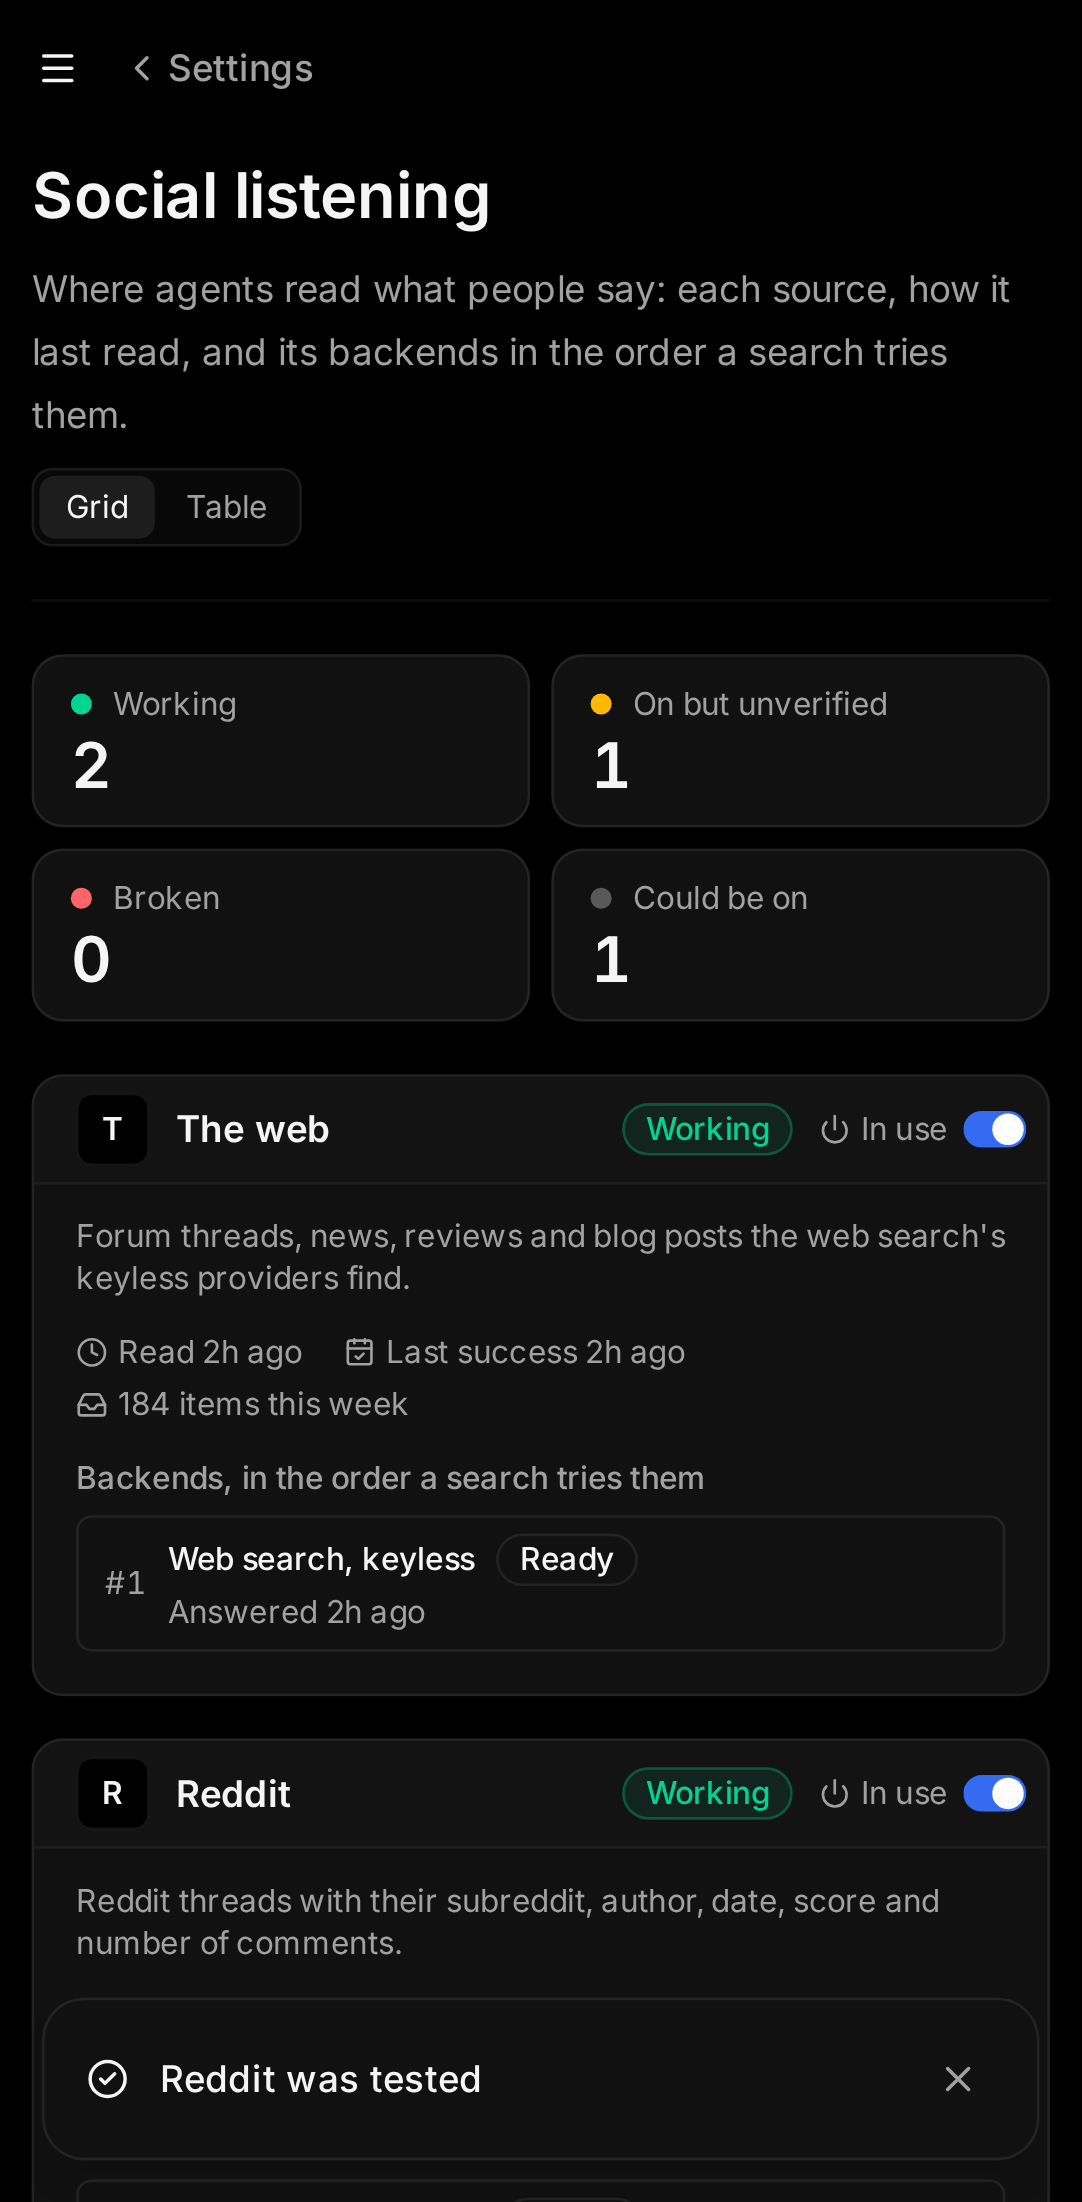 Settings
Social listening
Where agents read what people say: each source, how it
last read, and its backends in the order a search tries
them.
Grid
Table
Working
2
On but unverified
1
Broken
0
Could be on
1
T
The web
Working
In use
Forum threads, news, reviews and blog posts the web search's
keyless providers find.
Read 2h ago
Last success 2h ago
184 items this week
Backends, in the order a search tries them
#1
Web search, keyless
Ready
Answered 2h ago
R
Reddit
Working
In use
Reddit threads with their subreddit, author, date, score and
number of comments.
Reddit was tested